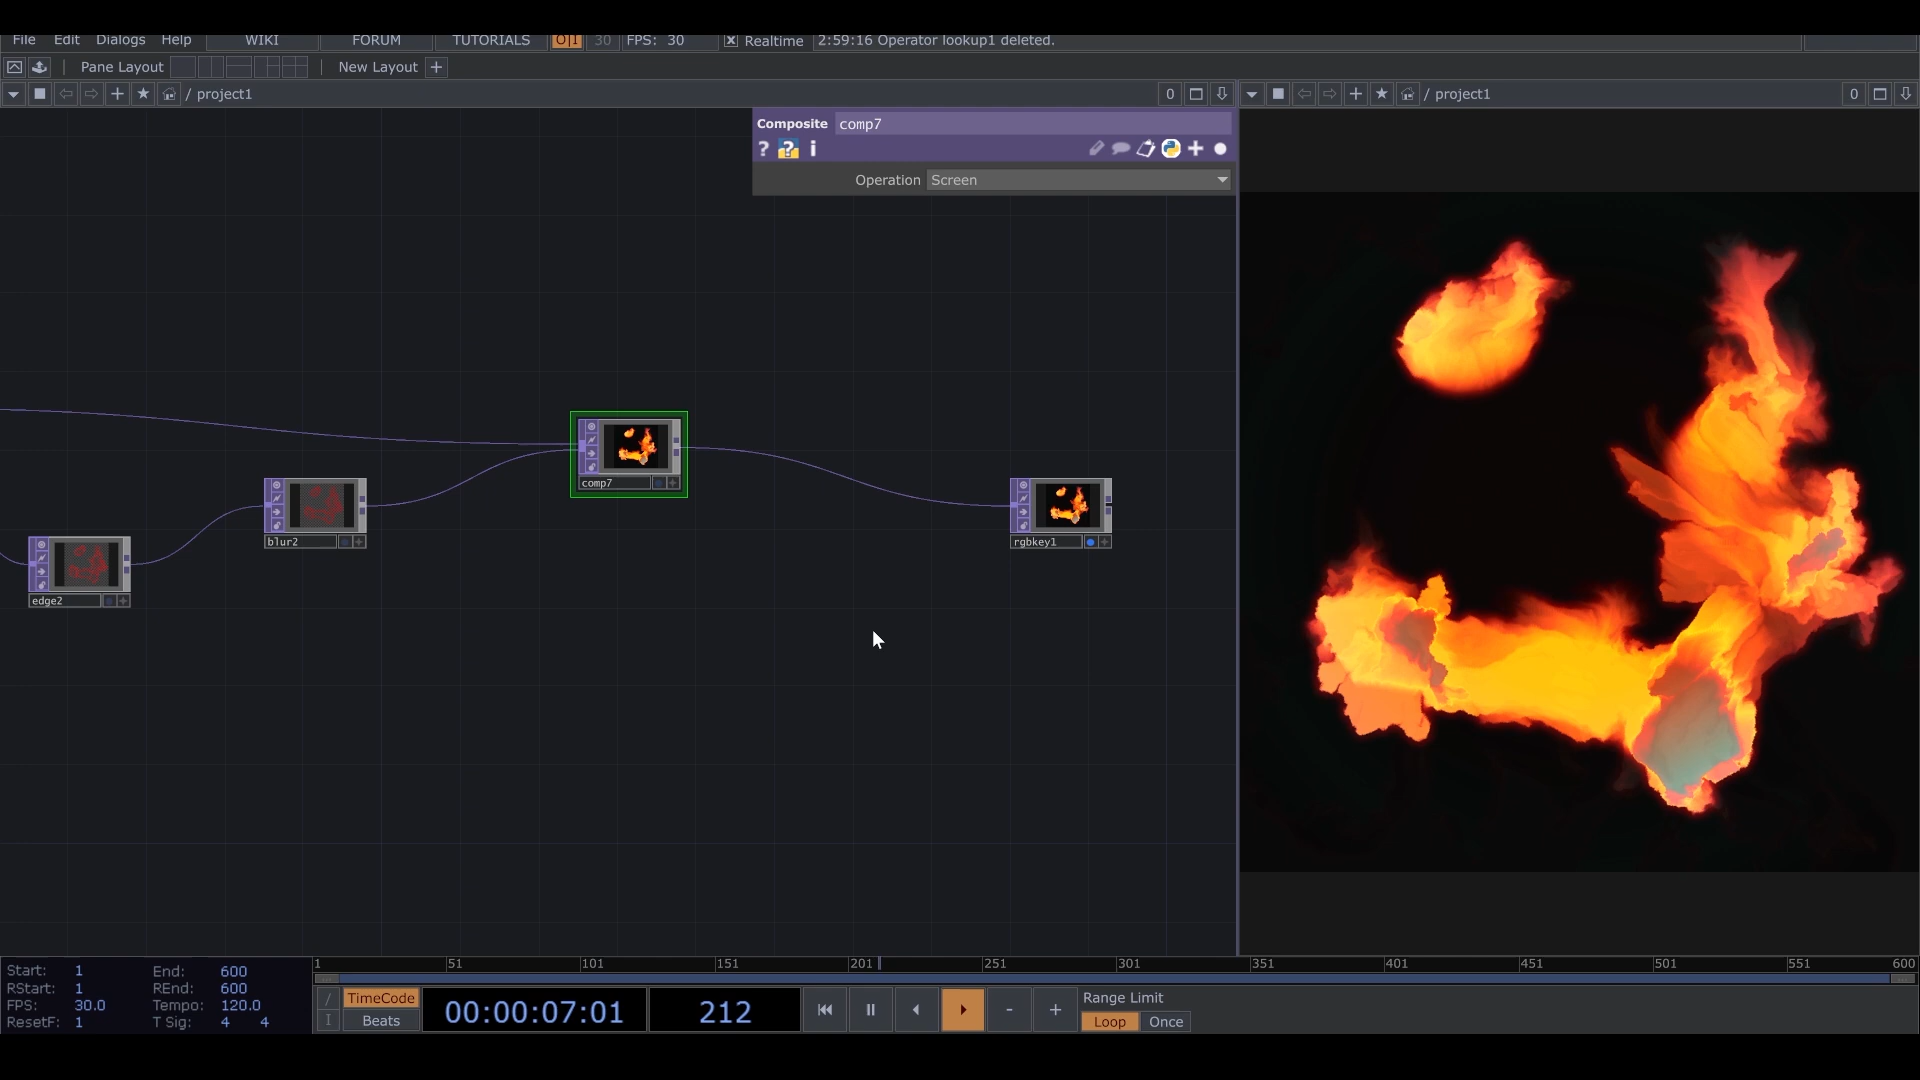 File Edit Dialogs Help WIKI FORUM TUTORIALS O|I 30 FPS: 30 Realtime 2:59:16 Operator lookup1 deleted.
Pane Layout New Layout +
/ project1 0
/ project1 0
Composite comp7
? ? i
Operation Screen
comp7
blur2
rgbkey1
edge2
1 51 101 151 201 251 301 351 401 451 501 551 600
Start: 1 End: 600
RStart: 1 REnd: 600
FPS: 30.0 Tempo: 120.0
ResetF: 1 T Sig: 4 4
/ TimeCode
I Beats
00:00:07:01 212
- +
Range Limit
Loop Once